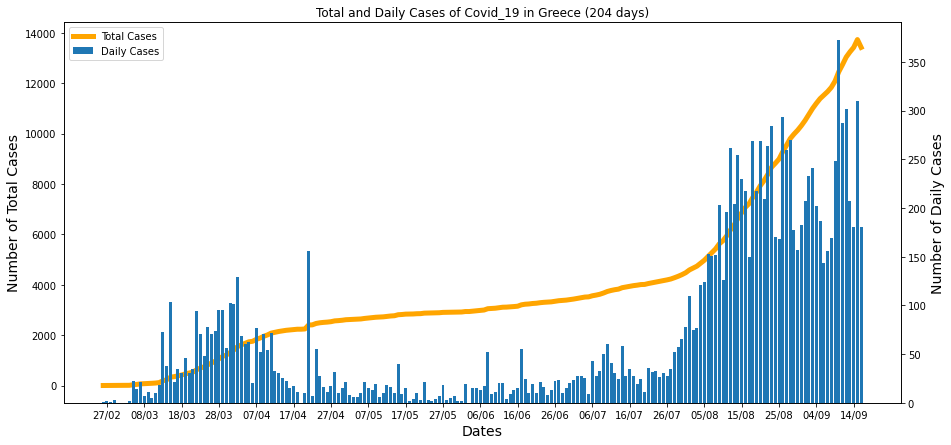 Total and Daily Cases of Covid_19 in Greece (204 days)
Total Cases
Daily Cases
14000
12000
10000
8000
6000
4000
2000
0
Number of Total Cases
350
300
250
200
150
100
50
0
Number of Daily Cases
27/02 08/03 18/03 28/03 07/04 17/04 27/04 07/05 17/05 27/05 06/06 16/06 26/06 06/07 16/07 26/07 05/08 15/08 25/08 04/09 14/09
Dates